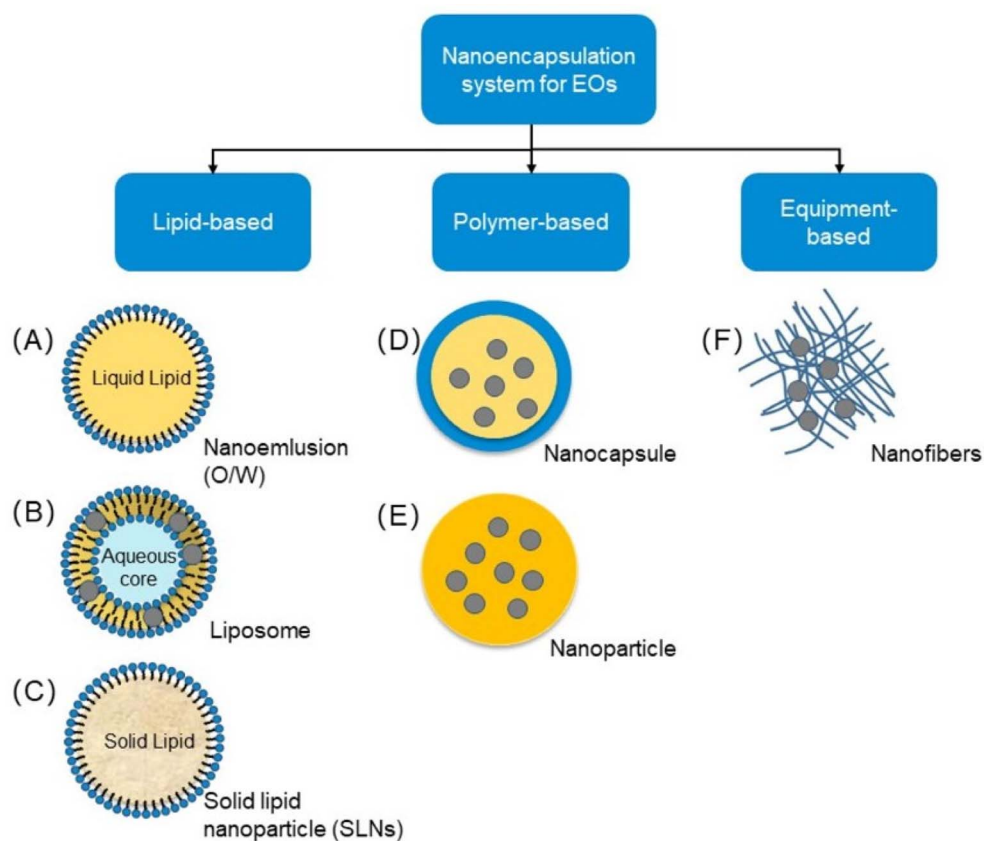 Nanoencapsulation
system for EOs
Lipid-based
Polymer-based
Equipment-
based
(A)
Liquid Lipid
Nanoemlusion
(O/W)
(B)
Aqueous
core
Liposome
(C)
Solid Lipid
Solid lipid
nanoparticle (SLNs)
(D)
Nanocapsule
(E)
Nanoparticle
(F)
Nanofibers